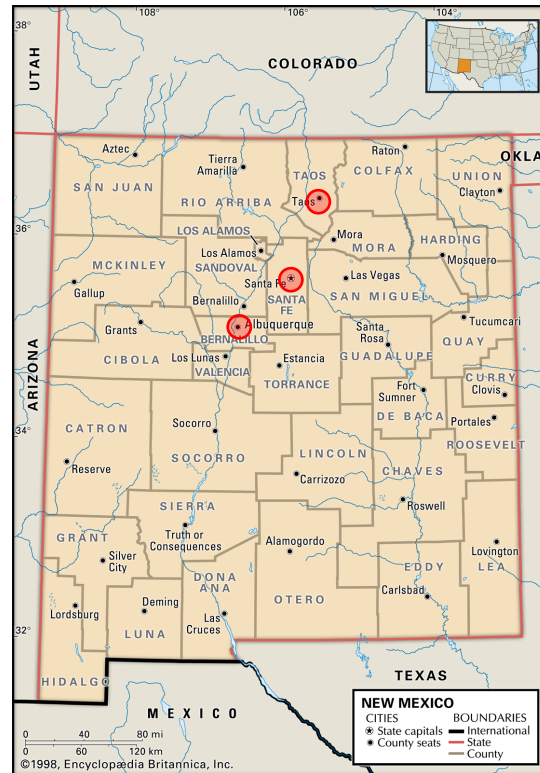 108°
106°
104°
38°
UTAH
COLORADO
OKLA
Aztec
SAN JUAN
Tierra
Amarilla
RIO ARRIBA
TAOS
Taos
Raton
COLFAX
UNION
Clayton
36°
LOS ALAMOS
Los Alamos
SANDOVAL
Mora
MORA
HARDING
Mosquero
MCKINLEY
Gallup
Santa Fe
SANTA
FE
Las Vegas
SAN MIGUEL
Bernalillo
Albuquerque
BERNALILLO
Grants
CIBOLA
Los Lunas
VALENCIA
Estancia
TORRANCE
Santa
Rosa
GUADALUPE
Tucumcari
QUAY
CURRY
Clovis
Fort
Sumner
DE BACA
Portales
ROOSEVELT
ARIZONA
34°
CATRON
Reserve
Socorro
SOCORRO
LINCOLN
Carrizozo
CHAVES
Roswell
SIERRA
Truth or
Consequences
GRANT
Silver
City
Alamogordo
OTERO
Lovington
LEA
EDDY
Carlsbad
DONA
ANA
Las
Cruces
Deming
LUNA
Lordsburg
HIDALGO
32°
TEXAS
MEXICO
NEW MEXICO
CITIES
State capitals
County seats
BOUNDARIES
International
State
County
0 40 80 mi
0 60 120 km
©1998, Encyclopædia Britannica, Inc.